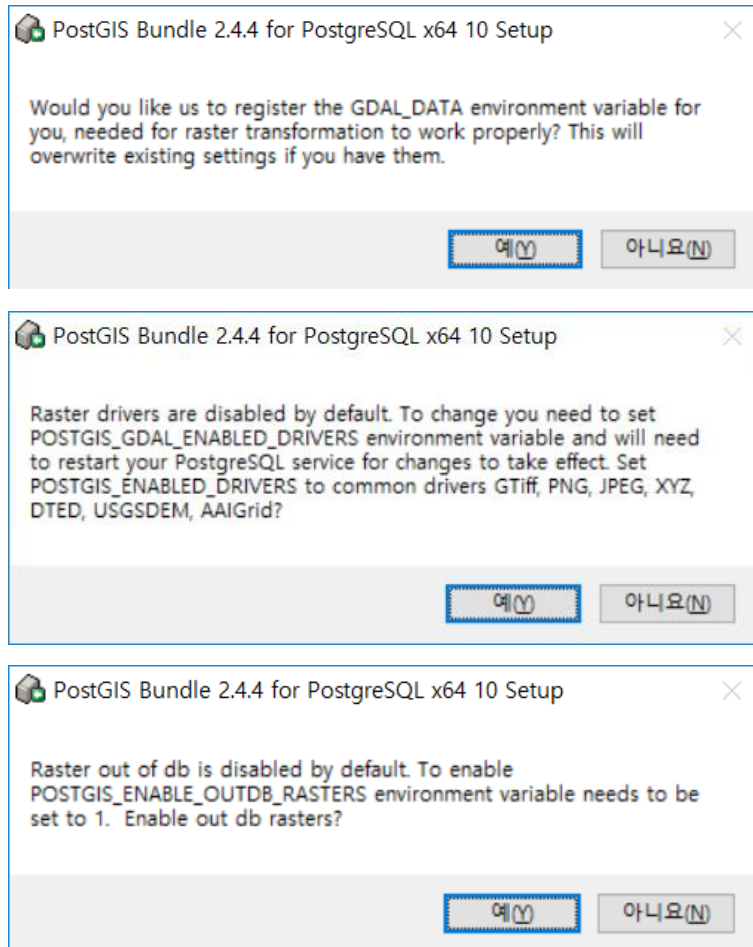 PostGIS Bundle 2.4.4 for PostgreSQL x64 10 Setup
Would you like us to register the GDAL_DATA environment variable for
you, needed for raster transformation to work properly? This will
overwrite existing settings if you have them.
예(Y) 아니요(N)
PostGIS Bundle 2.4.4 for PostgreSQL x64 10 Setup
Raster drivers are disabled by default. To change you need to set
POSTGIS_GDAL_ENABLED_DRIVERS environment variable and will need
to restart your PostgreSQL service for changes to take effect. Set
POSTGIS_ENABLED_DRIVERS to common drivers GTiff, PNG, JPEG, XYZ,
DTED, USGSDEM, AAIGrid?
예(Y) 아니요(N)
PostGIS Bundle 2.4.4 for PostgreSQL x64 10 Setup
Raster out of db is disabled by default. To enable
POSTGIS_ENABLE_OUTDB_RASTERS environment variable needs to be
set to 1.  Enable out db rasters?
예(Y) 아니요(N)